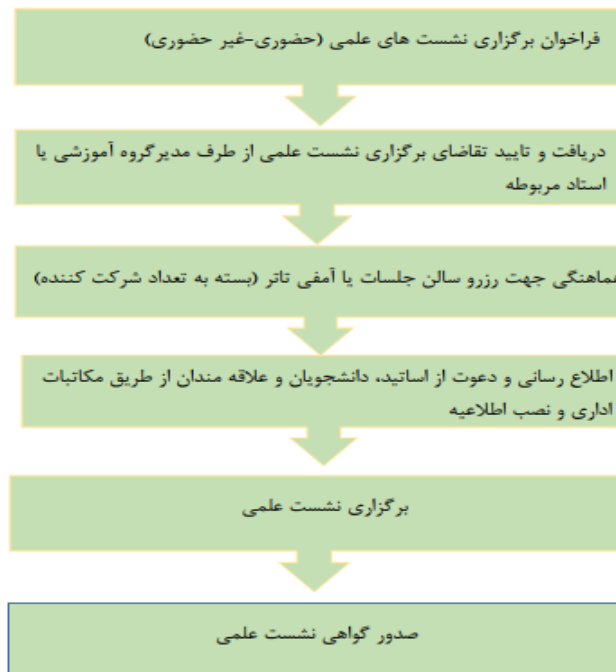 فراخوان برگزاری نشست های علمی (حضوری-غیر حضوری)
دریافت و تایید تقاضای برگزاری نشست علمی از طرف مدیرگروه آموزشی یا
استاد مربوطه
هماهنگی جهت رزرو سالن جلسات یا آمفی تاتر (بسته به تعداد شرکت کننده)
اطلاع رسانی و دعوت از اساتید، دانشجویان و علاقه مندان از طریق مکاتبات
اداری و نصب اطلاعیه
برگزاری نشست علمی
صدور گواهی نشست علمی